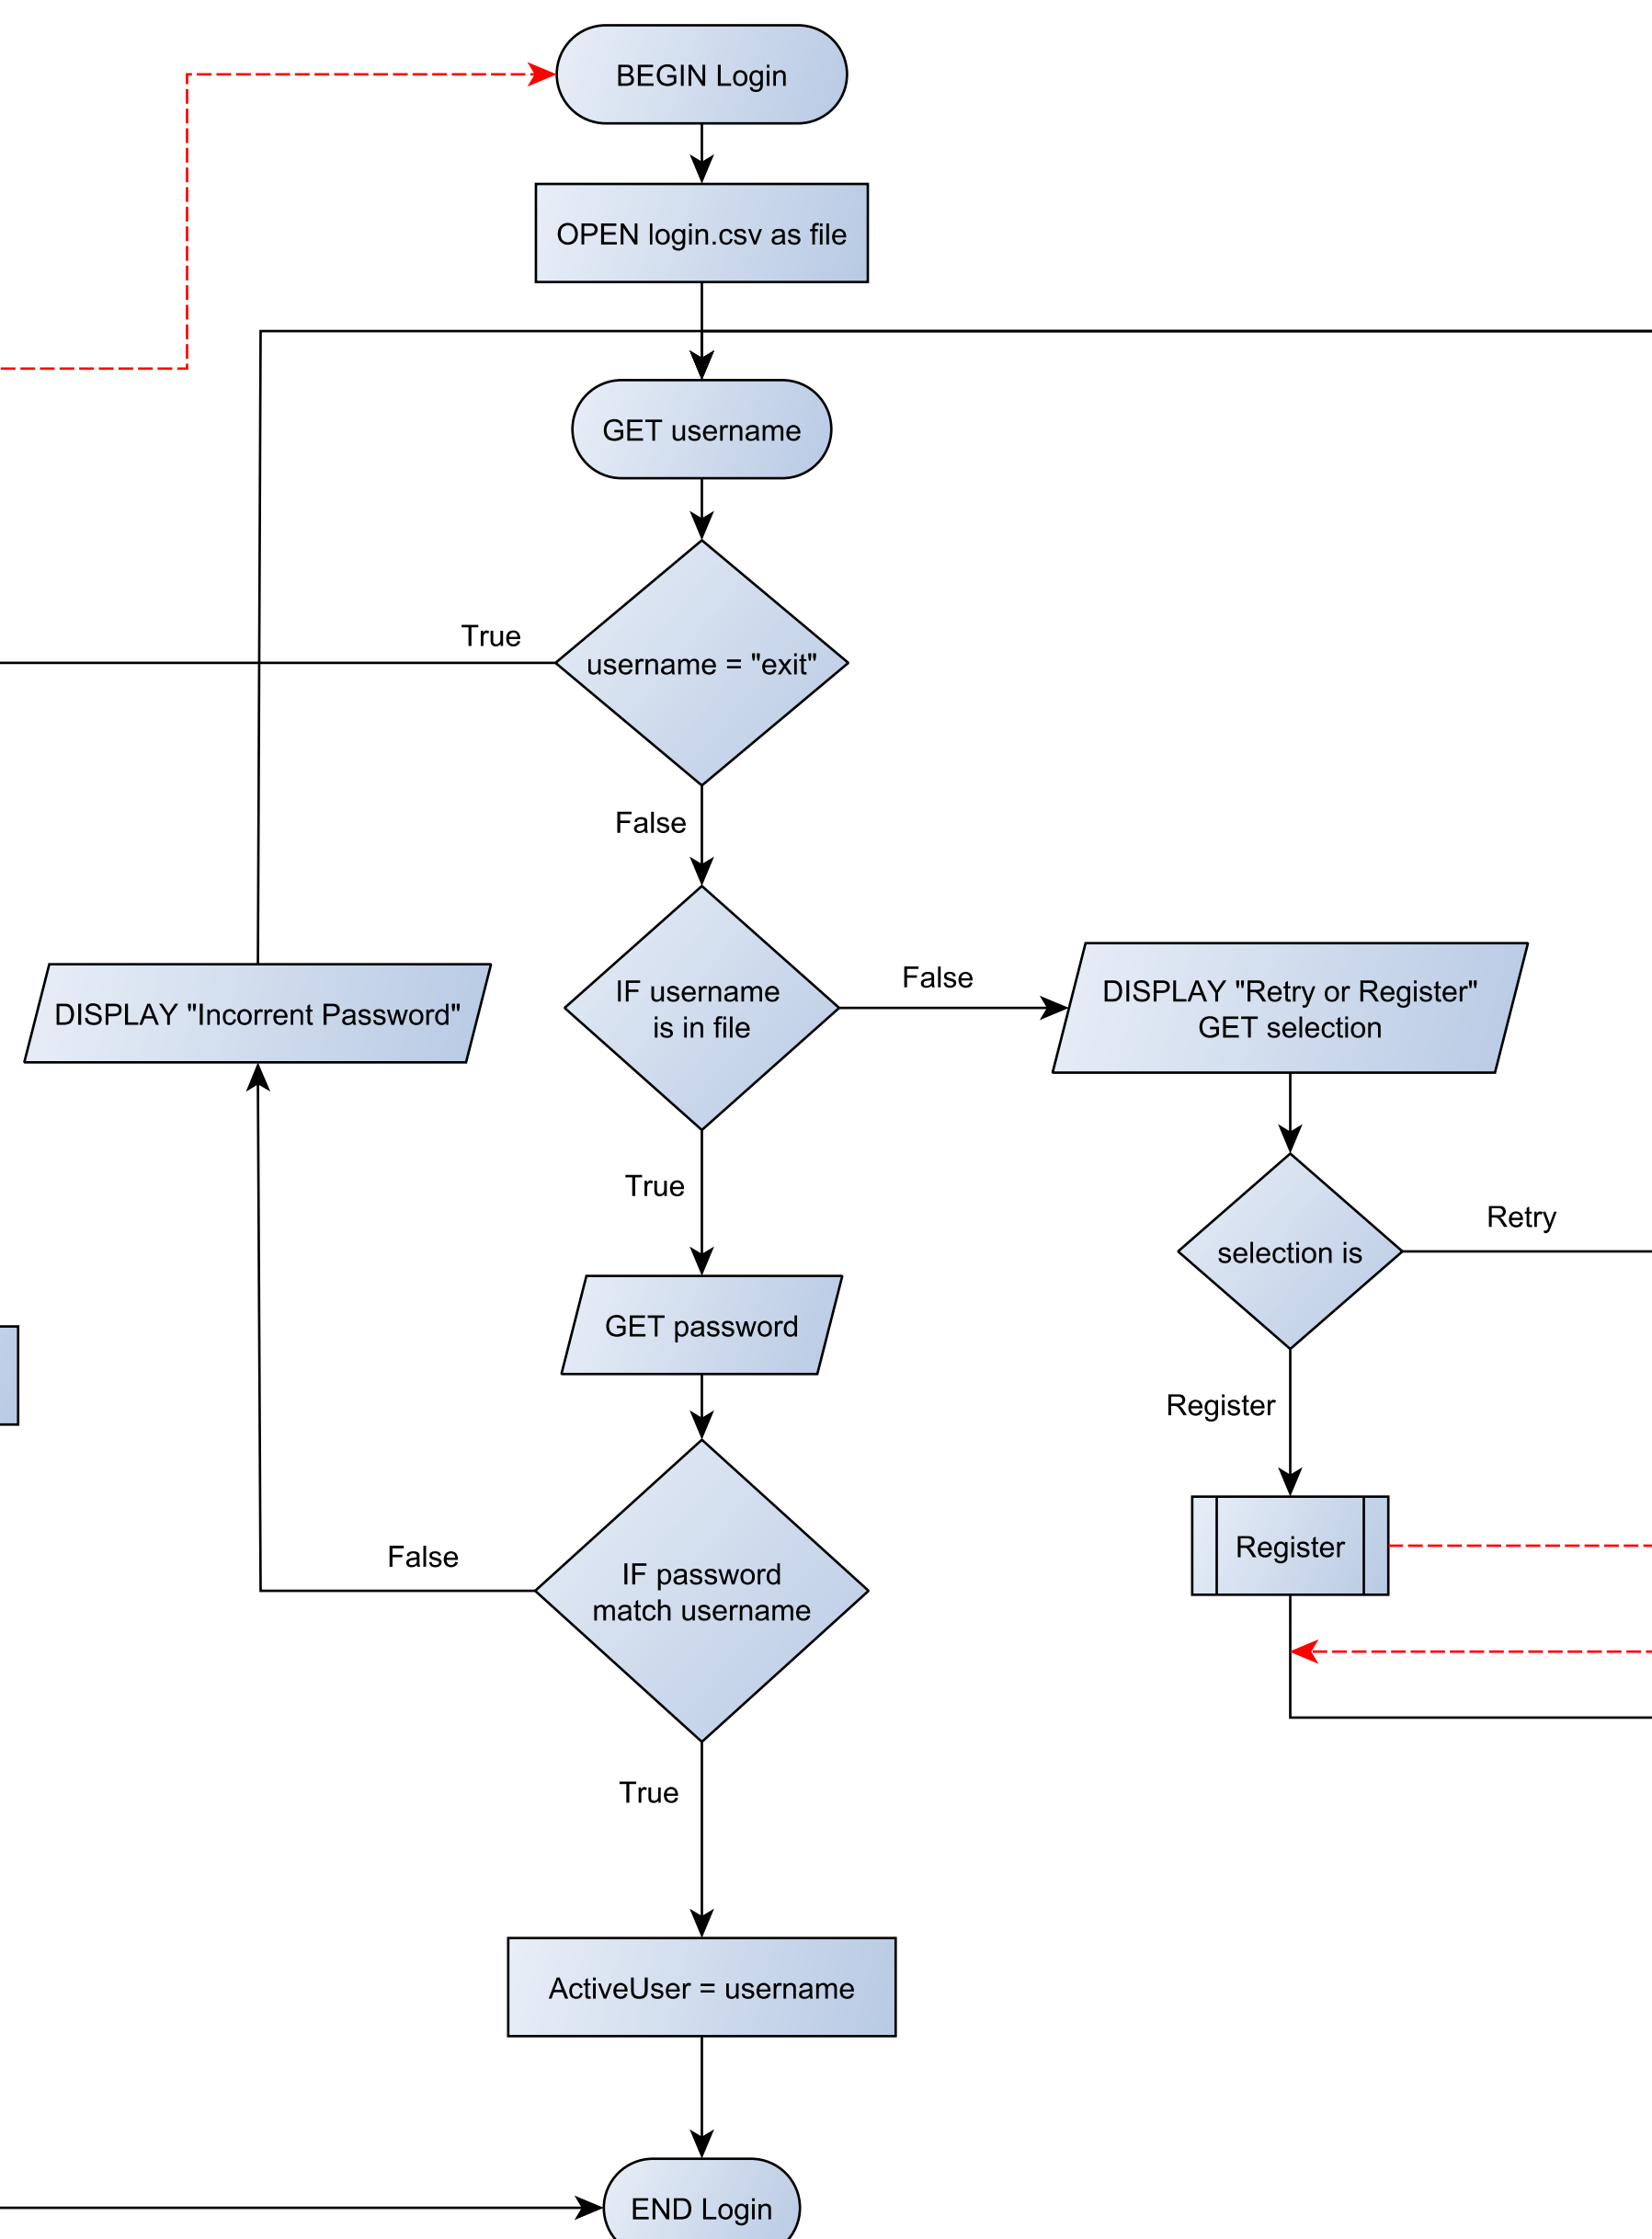 BEGIN Login
OPEN login.csv as file
GET username
True
username = "exit"
False
IF username
is in file
False
DISPLAY "Retry or Register"
GET selection
DISPLAY "Incorrent Password"
True
selection is
Retry
GET password
Register
False
IF password
match username
Register
True
ActiveUser = username
END Login